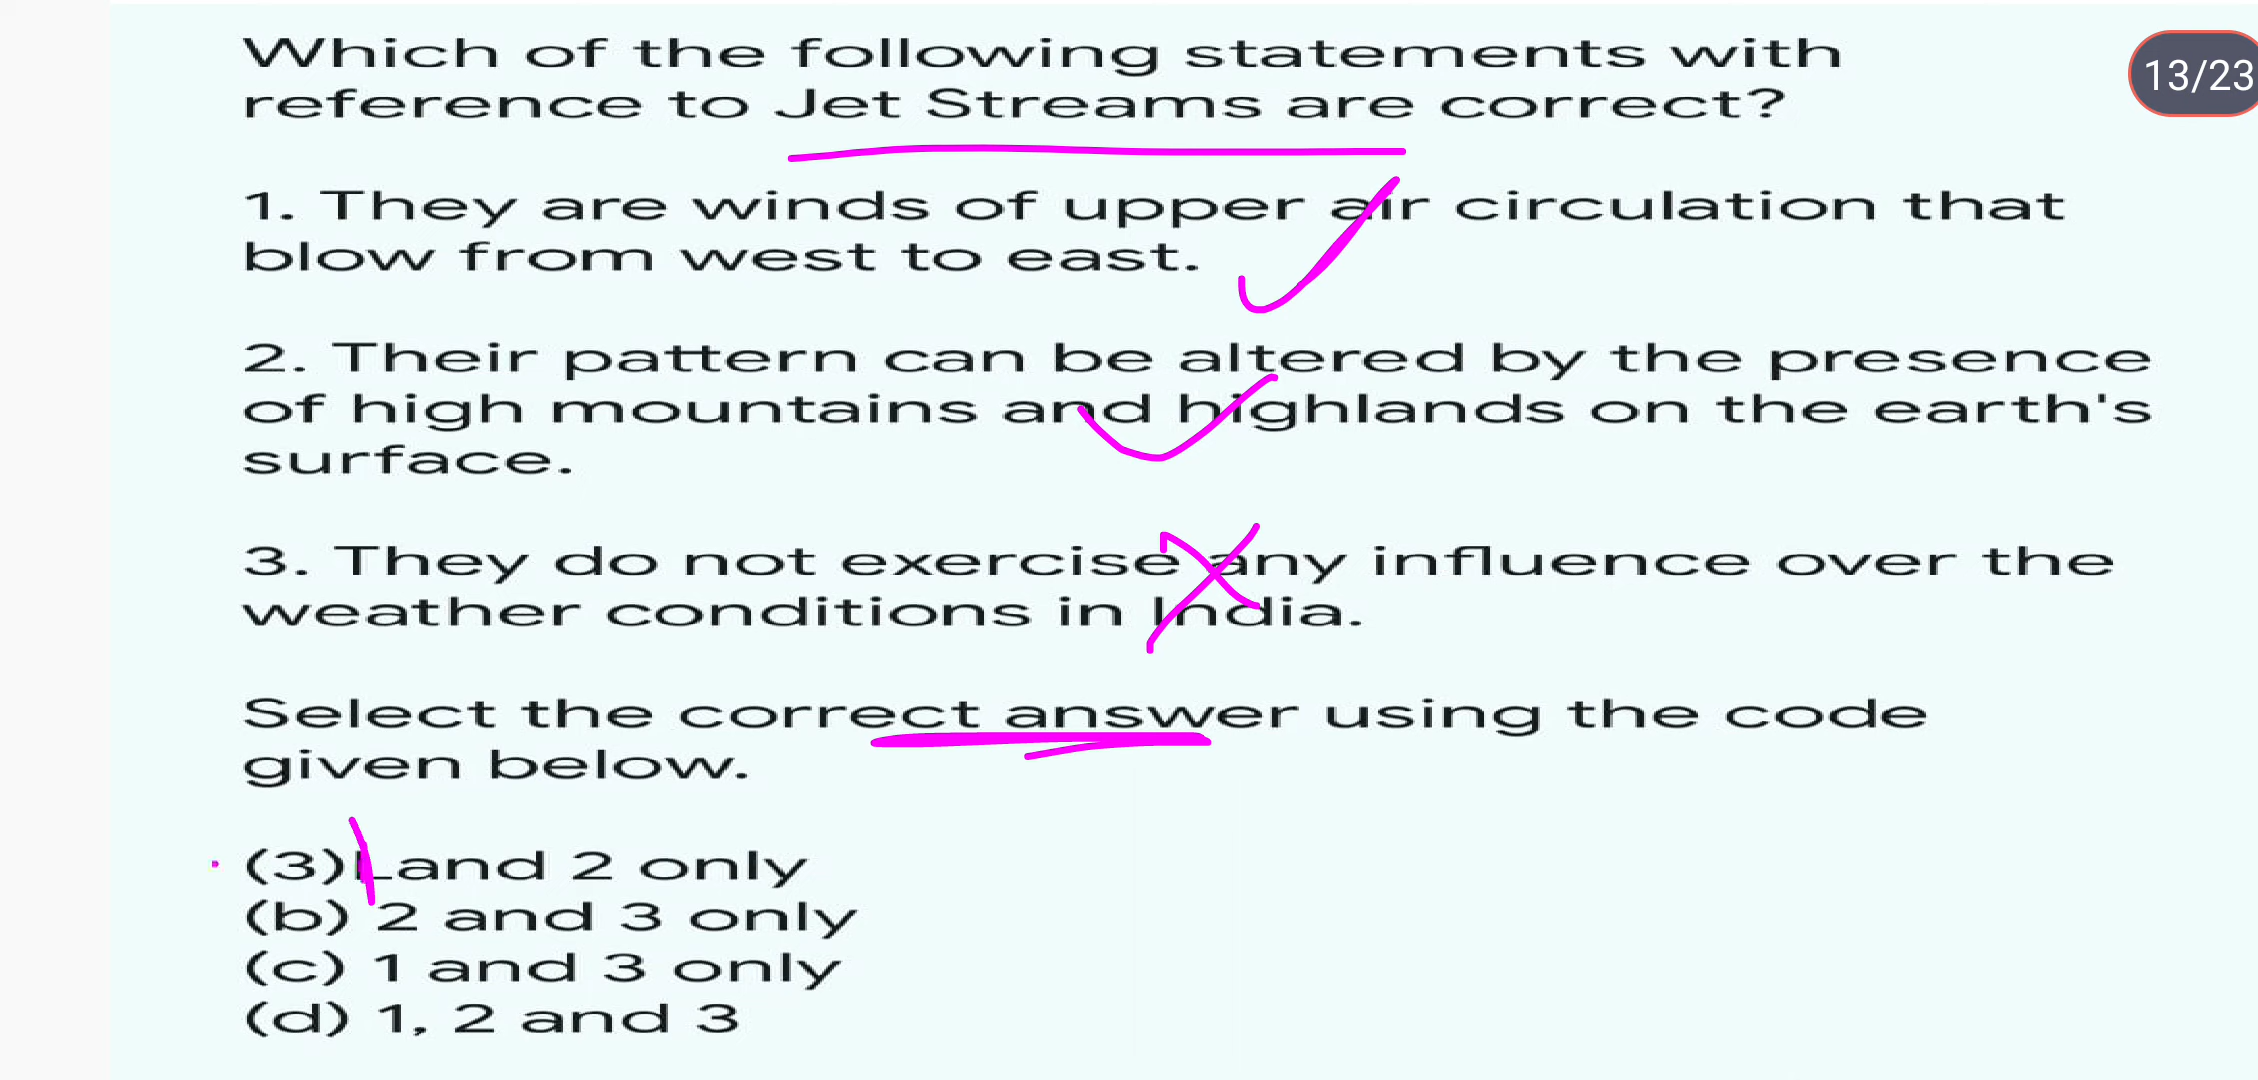 Which of the following statements with
13/23
reference to Jet Streams are correct?
1. They are winds of upper air circulation that
blow from west to east.
2. Their pattern can be altered by the presence
of high mountains and highlands on the earth's
surface.
3. They do not exercise any influence over the
weather conditions in India.
Select the correct answer using the code
given below.
(3) and 2 only
(b) 2 and 3 only
(c) 1 and 3 only
(d) 1, 2 and 3